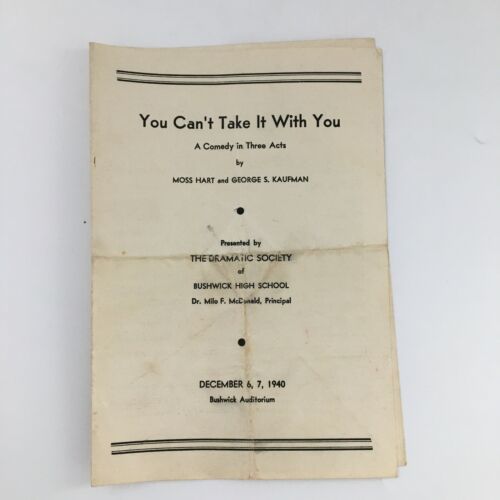 You Can't Take It With You
A Comedy in Three Acts
by
MOSS HART and GEORGE S. KAUFMAN
Presented by
THE DRAMATIC SOCIETY
of
BUSHWICK HIGH SCHOOL
Dr. Milo F. McDonald, Principal
DECEMBER 6, 7, 1940
Bushwick Auditorium